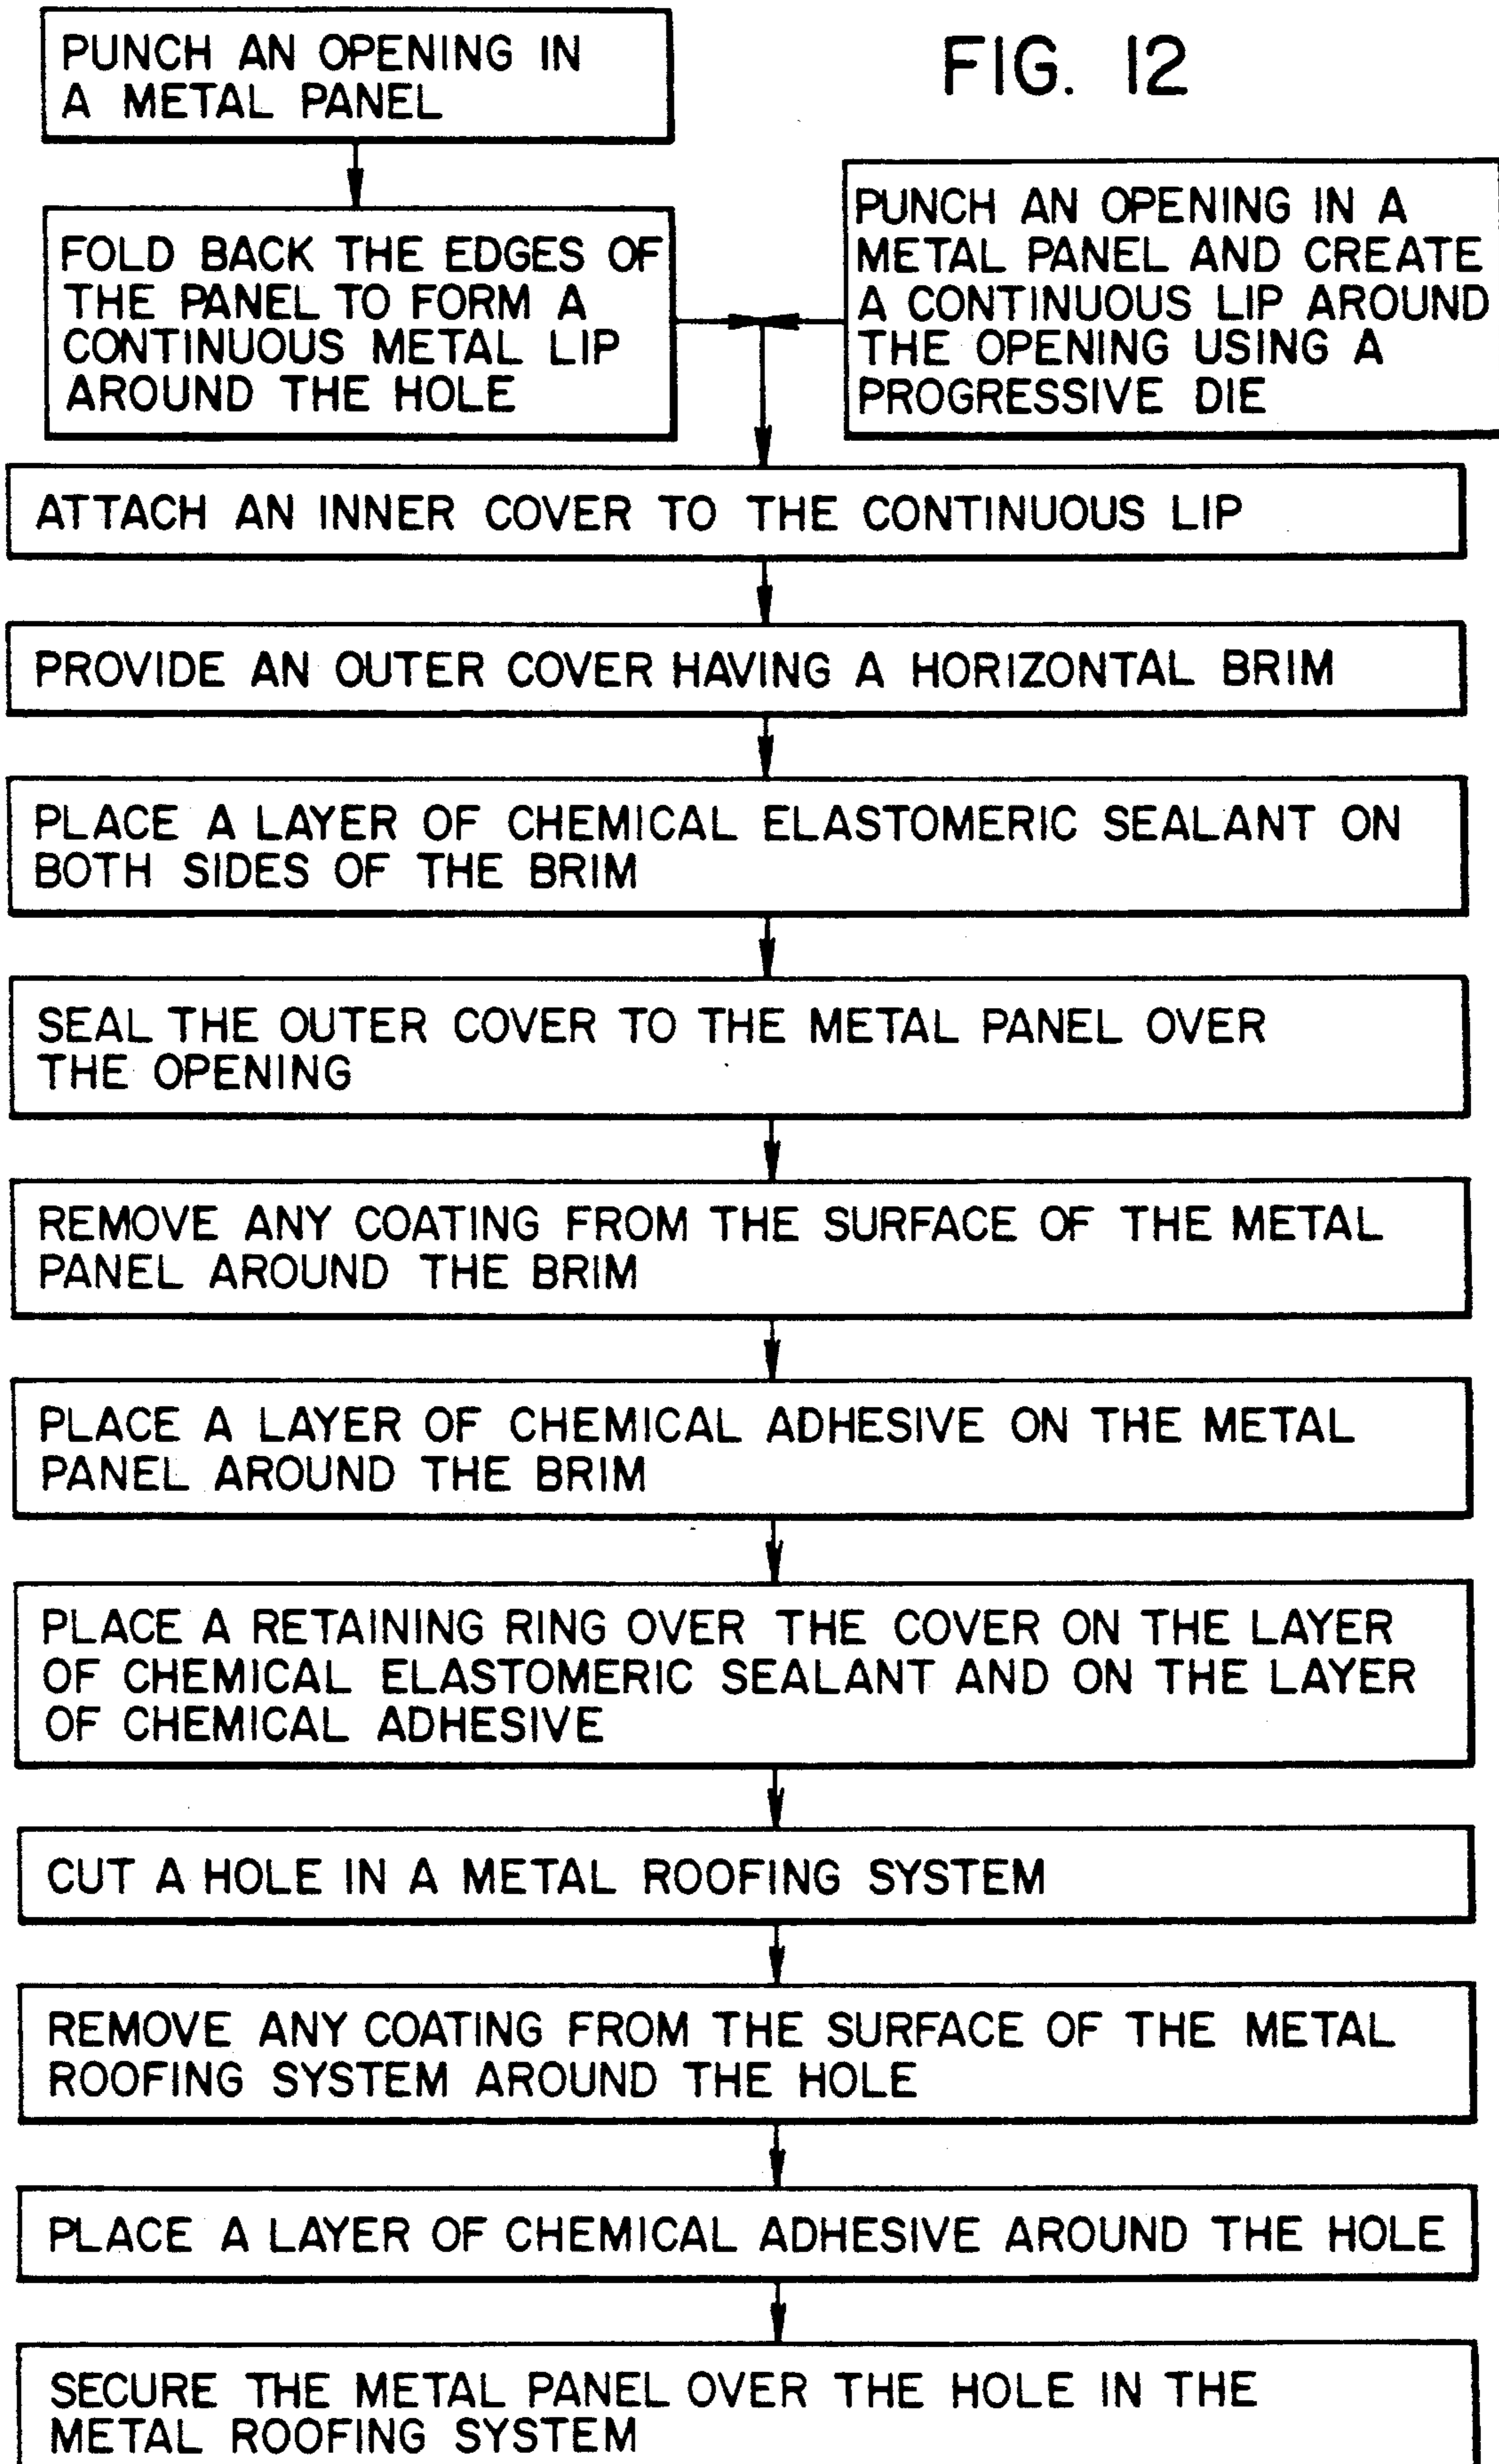 FIG. 12
PUNCH AN OPENING IN
A METAL PANEL
FOLD BACK THE EDGES OF
THE PANEL TO FORM A
CONTINUOUS METAL LIP
AROUND THE HOLE
PUNCH AN OPENING IN A
METAL PANEL AND CREATE
A CONTINUOUS LIP AROUND
THE OPENING USING A
PROGRESSIVE DIE
ATTACH AN INNER COVER TO THE CONTINUOUS LIP
PROVIDE AN OUTER COVER HAVING A HORIZONTAL BRIM
PLACE A LAYER OF CHEMICAL ELASTOMERIC SEALANT ON
BOTH SIDES OF THE BRIM
SEAL THE OUTER COVER TO THE METAL PANEL OVER
THE OPENING
REMOVE ANY COATING FROM THE SURFACE OF THE METAL
PANEL AROUND THE BRIM
PLACE A LAYER OF CHEMICAL ADHESIVE ON THE METAL
PANEL AROUND THE BRIM
PLACE A RETAINING RING OVER THE COVER ON THE LAYER
OF CHEMICAL ELASTOMERIC SEALANT AND ON THE LAYER
OF CHEMICAL ADHESIVE
CUT A HOLE IN A METAL ROOFING SYSTEM
REMOVE ANY COATING FROM THE SURFACE OF THE METAL
ROOFING SYSTEM AROUND THE HOLE
PLACE A LAYER OF CHEMICAL ADHESIVE AROUND THE HOLE
SECURE THE METAL PANEL OVER THE HOLE IN THE
METAL ROOFING SYSTEM